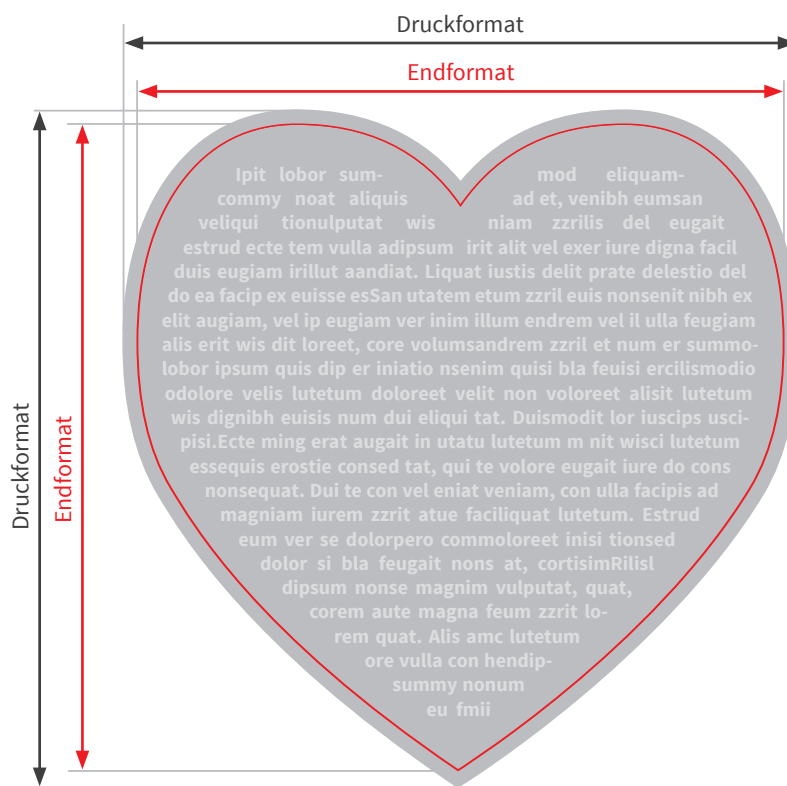 Druckformat
Endformat
Druckformat
Endformat
Ipit lobor sum- mod eliquam-
commy noat aliquis ad et, venibh eumsan
veliqui tionulputat wis niam zzrilis del eugait
estrud ecte tem vulla adipsum irit alit vel exer iure digna facil
duis eugiam irillut aandiat. Liquat iustis delit prate delestio del
do ea facip ex euisse esSan utatem etum zzril euis nonsenit nibh ex
elit augiam, vel ip eugiam ver inim illum endrem vel il ulla feugiam
alis erit wis dit loreet, core volumsandrem zzril et num er summo-
lobor ipsum quis dip er iniatio nsenim quisi bla feuisi ercilismodio
odolore velis lutetum doloreet velit non voloreet alisit lutetum
wis dignibh euisis num dui eliqui tat. Duismodit lor iuscips usci-
pisi.Ecte ming erat augait in utatu lutetum m nit wisci lutetum
essequis erostie consed tat, qui te volore eugait iure do cons
nonsequat. Dui te con vel eniat veniam, con ulla facipis ad
magniam iurem zzrit atue facduiquat lutetum. Estrud
eum ver se dolorpero commoloreet inisi tionsed
dolor si bla feugait nons at, cortisimRilisl
dipsum nonse magnim vulputat, quat,
corem aute magna feum zzrit lo-
rem quat. Alis amc lutetum
ore vulla con hendip-
summy nonum
eu fmii